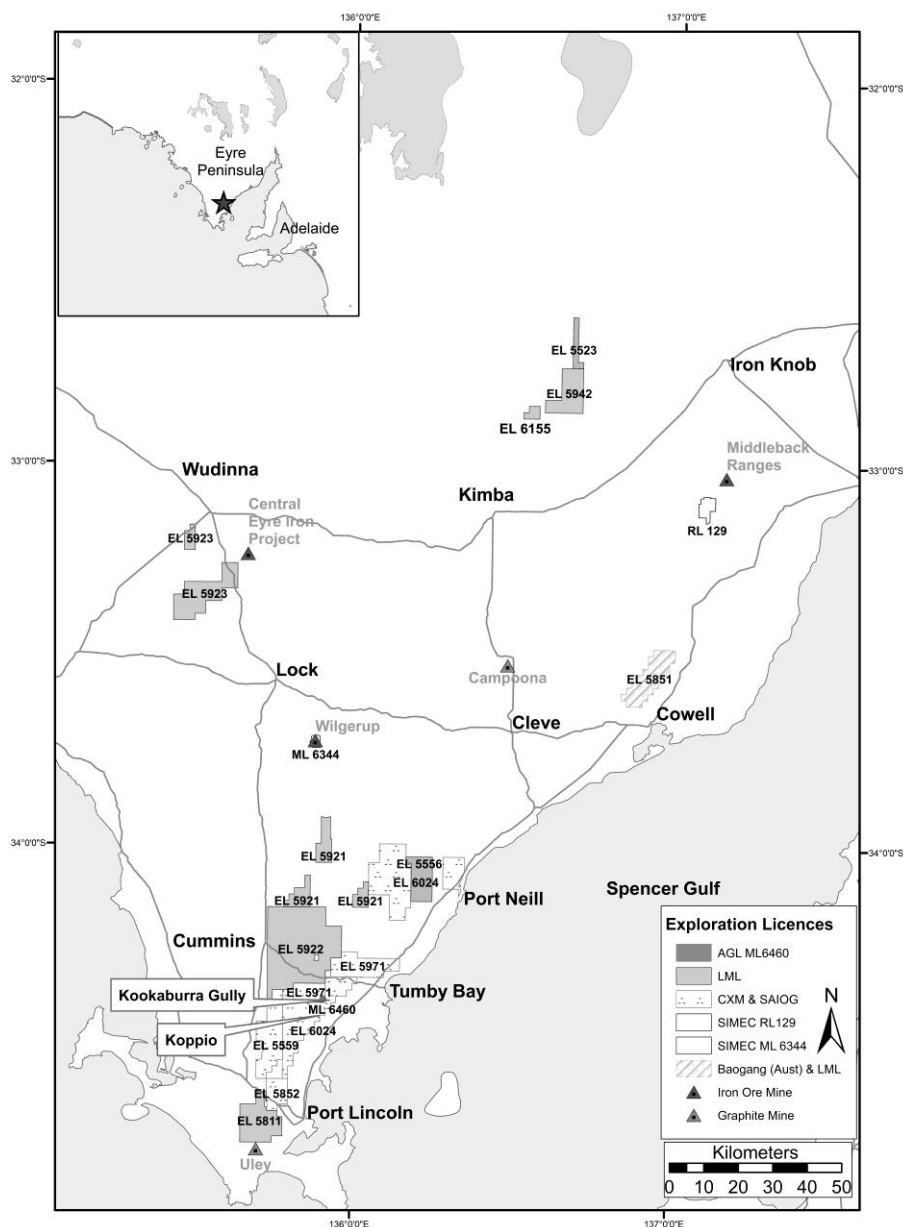 136°0'0"E
137°0'0"E
32°0'0"S
32°0'0"S
Eyre
Peninsula
Adelaide
EL 5523
Iron Knob
EL 5942
EL 6155
33°0'0"S
33°0'0"S
Middleback
Ranges
Wudinna
Kimba
Central
Eyre Iron
Project
RL 129
EL 5923
EL 5923
Lock
Campoona
EL 5851
Cowell
Cleve
Wilgerup
ML 6344
34°0'0"S
34°0'0"S
EL 5921
EL 5556
EL 6024
EL 5921
EL 5921
Port Neill
Spencer Gulf
Cummins
EL 5922
EL 5971
Kookaburra Gully
EL 5971
Tumby Bay
ML 6460
Koppio
EL 6024
EL 5559
EL 5852
Port Lincoln
EL 5811
Uley
Exploration Licences
AGL ML6460
LML
CXM & SAIOG
SIMEC RL129
SIMEC ML 6344
Baogang (Aust) & LML
Iron Ore Mine
Graphite Mine
N
Kilometers
0 5 10 20 30 40 50
136°0'0"E
137°0'0"E